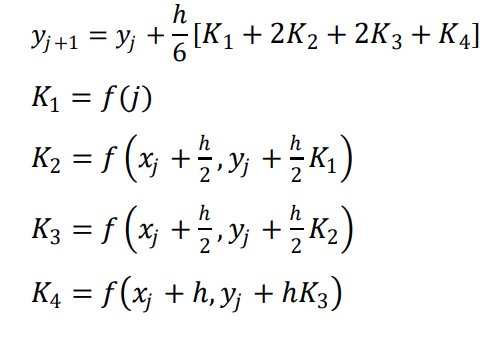 y_{j+1} = y_j + \frac{h}{6}[K_1 + 2K_2 + 2K_3 + K_4]
K_1 = f(j)
K_2 = f\left(x_j + \frac{h}{2}, y_j + \frac{h}{2}K_1\right)
K_3 = f\left(x_j + \frac{h}{2}, y_j + \frac{h}{2}K_2\right)
K_4 = f(x_j + h, y_j + hK_3)